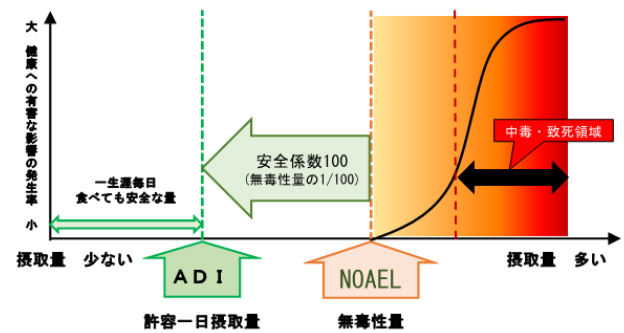 大 健康への有害な影響の発生率 小
一生涯毎日
食べても安全な量
安全係数100
(無毒性量の1/100)
中毒・致死領域
摂取量 少ない
ADI
NOAEL
摂取量 多い
許容一日摂取量
無毒性量